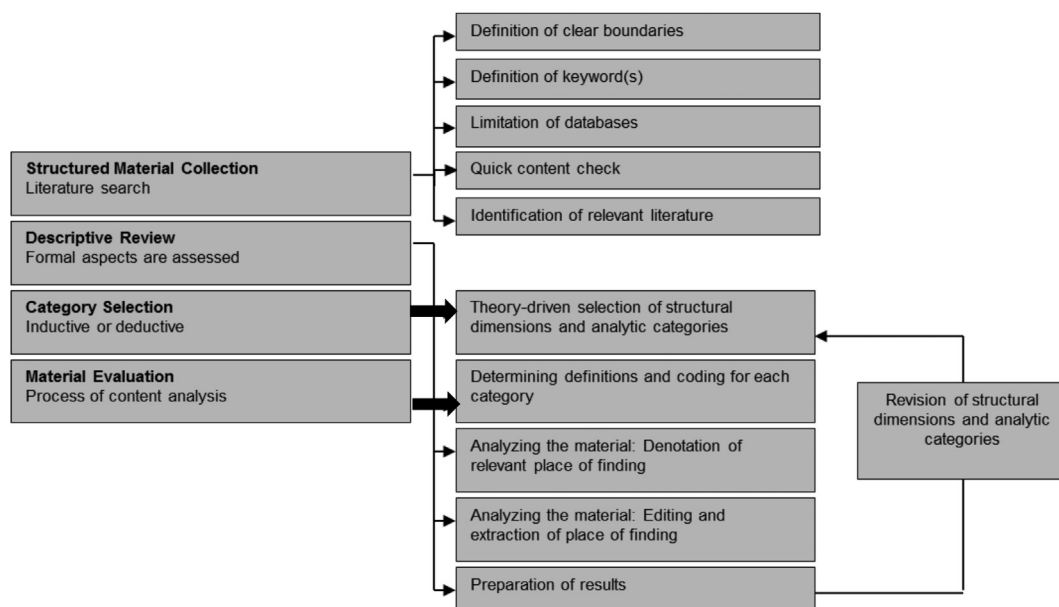 Structured Material Collection
Literature search
Descriptive Review
Formal aspects are assessed
Category Selection
Inductive or deductive
Material Evaluation
Process of content analysis
Definition of clear boundaries
Definition of keyword(s)
Limitation of databases
Quick content check
Identification of relevant literature
Theory-driven selection of structural
dimensions and analytic categories
Determining definitions and coding for each
category
Analyzing the material: Denotation of
relevant place of finding
Analyzing the material: Editing and
extraction of place of finding
Preparation of results
Revision of structural
dimensions and analytic
categories